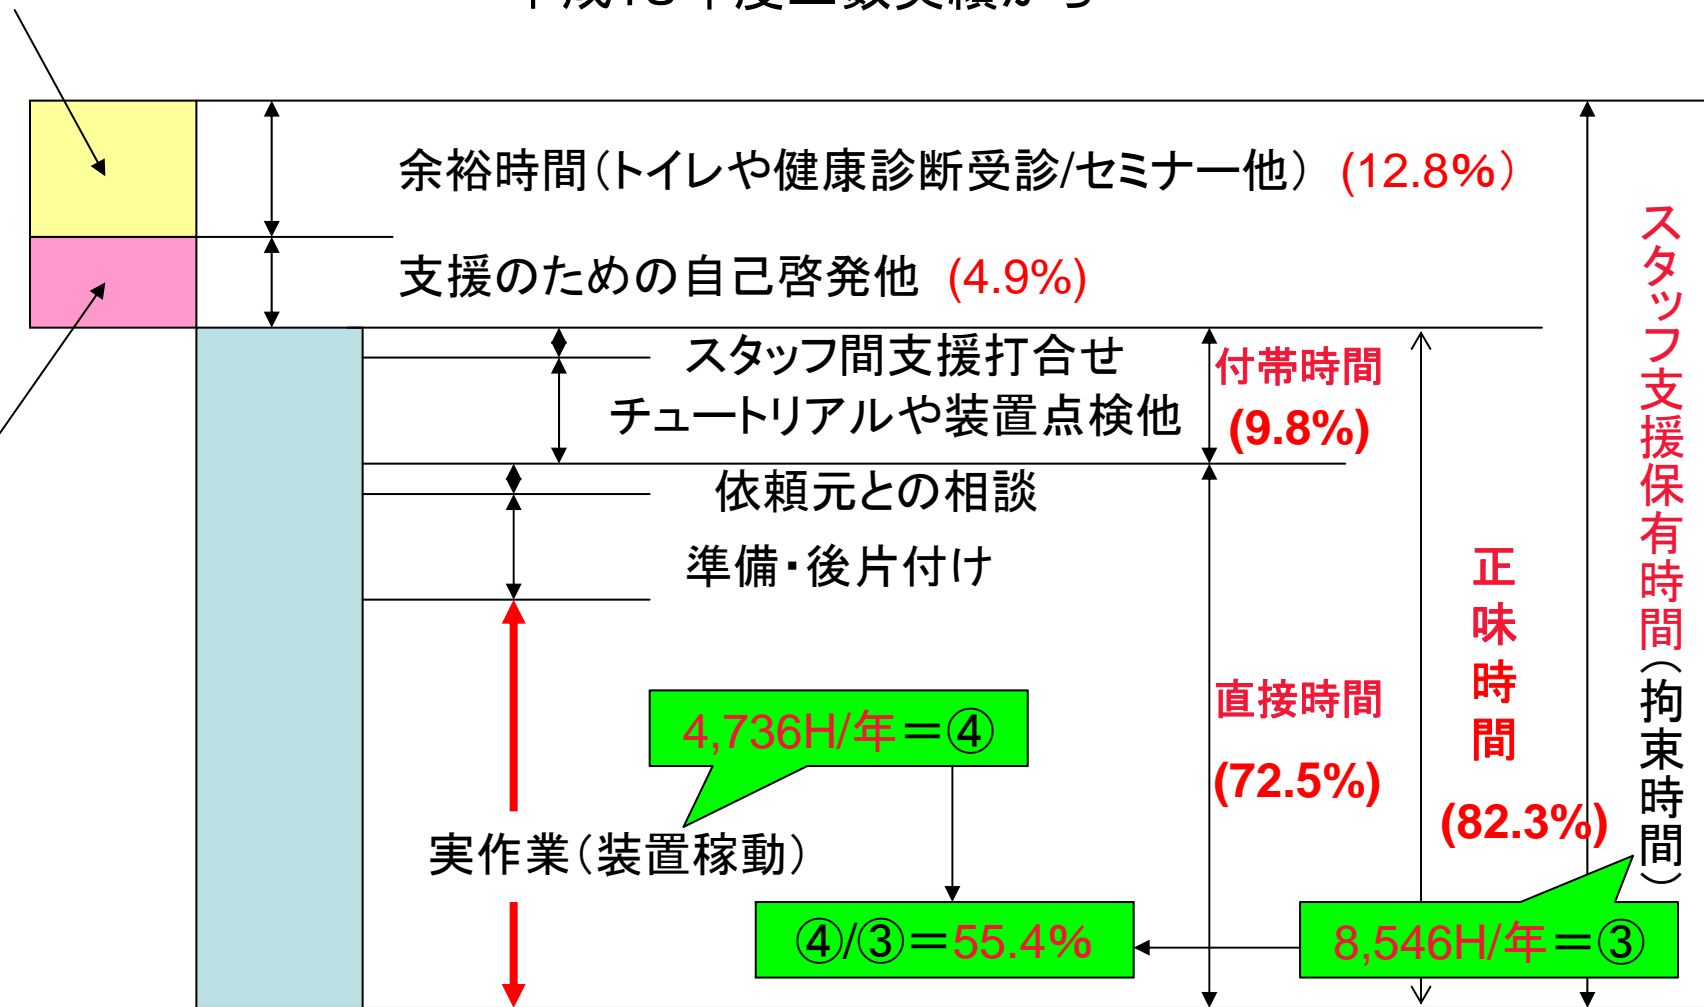 余裕時間（トイレや健康診断受診/セミナー他）(12.8%）
支援のための自己啓発他 (4.9%)
スタッフ間支援打合せ
チュートリアルや装置点検他
付帯時間
(9.8%)
依頼元との相談
準備・後片付け
直接時間
(72.5%)
正味時間
(82.3%)
スタッフ支援保有時間（拘束時間）
4,736H/年＝④
実作業（装置稼動）
④/③＝55.4%
8,546H/年＝③